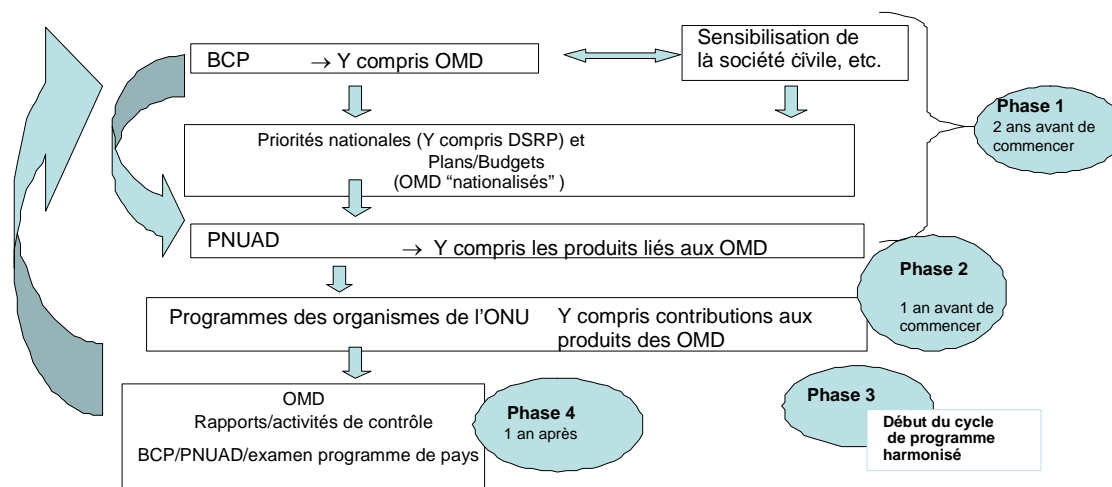 BCP → Y compris OMD
Sensibilisation de
la société civile, etc.
Phase 1
2 ans avant de
commencer
Priorités nationales (Y compris DSRP) et
Plans/Budgets
(OMD “nationalisés” )
PNUAD → Y compris les produits liés aux OMD
Phase 2
1 an avant de
commencer
Programmes des organismes de l’ONU Y compris contributions aux
produits des OMD
OMD
Rapports/activités de contrôle
BCP/PNUAD/examen programme de pays
Phase 4
1 an après
Phase 3
Début du cycle
de programme
harmonisé